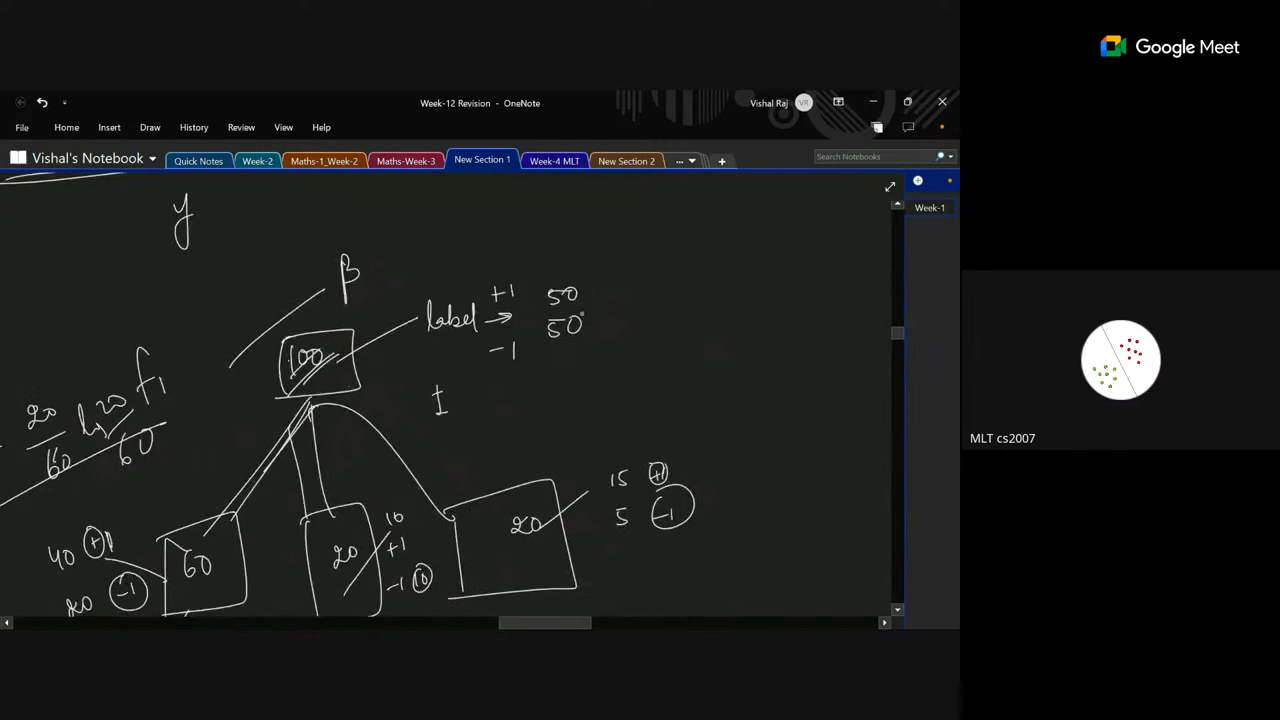 Google Meet
Week-12 Revision - OneNote
Vishal Raj
VR
File Home Insert Draw History Review View Help
Vishal's Notebook
Quick Notes
Week-2
Maths-1_Week-2
Maths-Week-3
New Section 1
Week-4 MLT
New Section 2
...
Search Notebooks
Week-1
y
β
label → +1 50
-1 50
100
I
f1
20/60 log 20/60
15 +1
5 -1
40 +1
20 -1
60
20
10
+1
-1 10
20
MLT cs2007